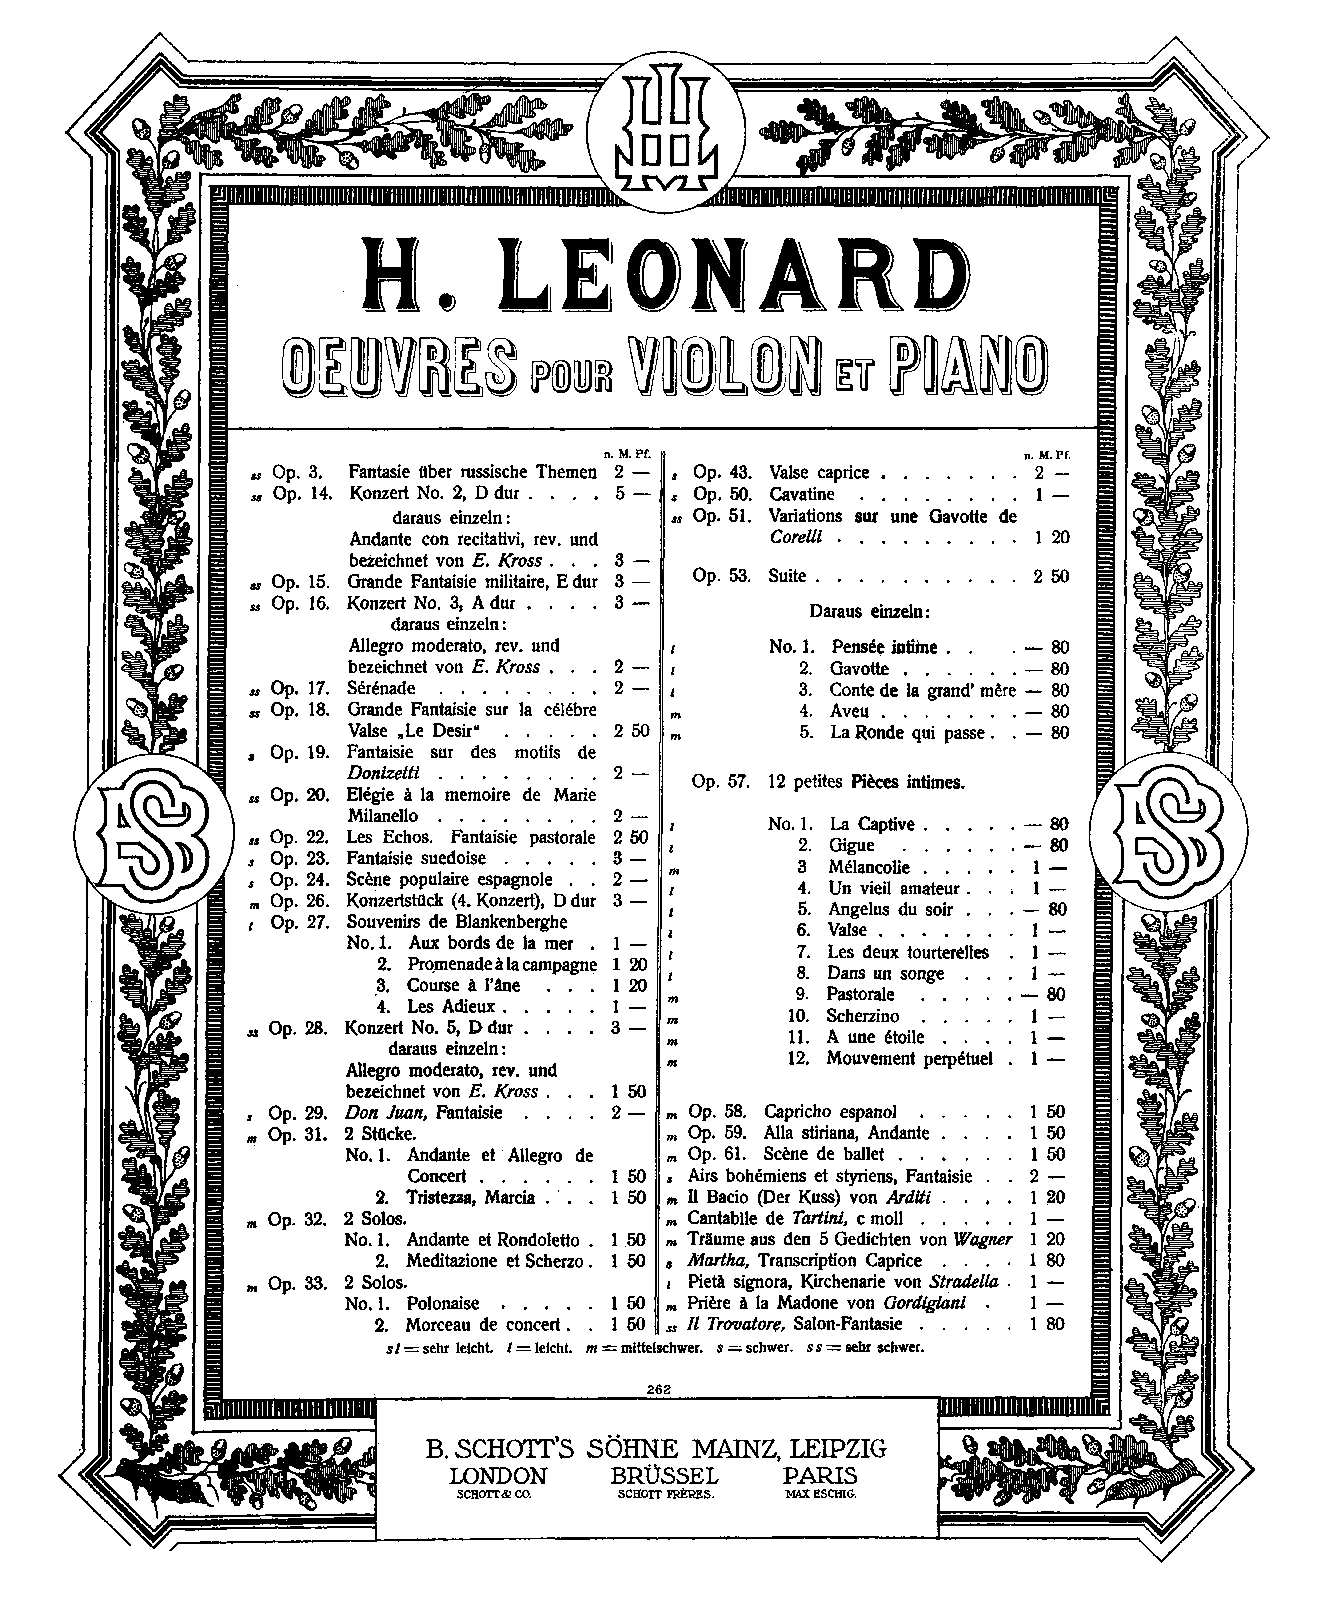 H. LEONARD
OEUVRES POUR VIOLON ET PIANO
n. M. Pf.
ss Op. 3. Fantasie über russische Themen 2 —
ss Op. 14. Konzert No. 2, D dur . . . . 5 —
daraus einzeln:
Andante con recitativi, rev. und
bezeichnet von E. Kross . . . 3 —
ss Op. 15. Grande Fantaisie militaire, E dur 3 —
ss Op. 16. Konzert No. 3, A dur . . . . 3 —
daraus einzeln:
Allegro moderato, rev. und
bezeichnet von E. Kross . . . 2 —
ss Op. 17. Sérénade . . . . . . . . 2 —
ss Op. 18. Grande Fantaisie sur la célébre
Valse „Le Desir“ . . . . . 2 50
s Op. 19. Fantaisie sur des motifs de
Donizetti . . . . . . . . 2 —
ss Op. 20. Elégie à la memoire de Marie
Milanello . . . . . . . . 2 —
ss Op. 22. Les Echos. Fantaisie pastorale 2 50
s Op. 23. Fantaisie suedoise . . . . . 3 —
s Op. 24. Scène populaire espagnole . . 2 —
m Op. 26. Konzertstück (4. Konzert), D dur 3 —
l Op. 27. Souvenirs de Blankenberghe
No. 1. Aux bords de la mer . 1 —
2. Promenade à la campagne 1 20
3. Course à l'âne . . . 1 20
4. Les Adieux . . . . . 1 —
ss Op. 28. Konzert No. 5, D dur . . . . 3 —
daraus einzeln:
Allegro moderato, rev. und
bezeichnet von E. Kross . . . 1 50
s Op. 29. Don Juan, Fantaisie . . . . 2 —
m Op. 31. 2 Stücke.
No. 1. Andante et Allegro de
Concert . . . . . . 1 50
2. Tristezza, Marcia . . . 1 50
m Op. 32. 2 Solos.
No. 1. Andante et Rondoletto . 1 50
2. Meditazione et Scherzo . 1 50
m Op. 33. 2 Solos.
No. 1. Polonaise . . . . . 1 50
2. Morceau de concert . . 1 50
n. M. Pf.
s Op. 43. Valse caprice . . . . . . . 2 —
s Op. 50. Cavatine . . . . . . . . 1 —
ss Op. 51. Variations sur une Gavotte de
Corelli . . . . . . . . . 1 20
Op. 53. Suite . . . . . . . . . . 2 50
Daraus einzeln:
l No. 1. Pensée intime . . . — 80
l 2. Gavotte . . . . . . — 80
l 3. Conte de la grand' mêre — 80
m 4. Aveu . . . . . . . — 80
m 5. La Ronde qui passe . . — 80
Op. 57. 12 petites Pièces intimes.
l No. 1. La Captive . . . . . — 80
l 2. Gigue . . . . . . — 80
m 3 Mélancolie . . . . . 1 —
l 4. Un vieil amateur . . . 1 —
l 5. Angelus du soir . . . — 80
l 6. Valse . . . . . . . 1 —
l 7. Les deux tourterelles . 1 —
l 8. Dans un songe . . . 1 —
m 9. Pastorale . . . . . — 80
m 10. Scherzino . . . . . 1 —
m 11. A une étoile . . . . 1 —
m 12. Mouvement perpétuel . 1 —
m Op. 58. Capricho espanol . . . . . 1 50
m Op. 59. Alla stiriana, Andante . . . . 1 50
m Op. 61. Scène de ballet . . . . . . 1 50
s Airs bohémiens et styriens, Fantaisie . . 2 —
m Il Bacio (Der Kuss) von Arditi . . . . 1 20
m Cantabile de Tartini, c moll . . . . . 1 —
m Träume aus den 5 Gedichten von Wagner 1 20
s Martha, Transcription Caprice . . . . 1 80
l Pietà signora, Kirchenarie von Stradella . 1 —
m Prière à la Madone von Gordigiani . 1 —
ss Il Trovatore, Salon-Fantasie . . . . . 1 80
sl = sehr leicht. l = leicht. m = mittelschwer. s = schwer. ss = sehr schwer.
262
B. SCHOTT'S SÖHNE MAINZ, LEIPZIG
LONDON BRÜSSEL PARIS
SCHOTT & CO. SCHOTT FRÈRES. MAX ESCHIG.